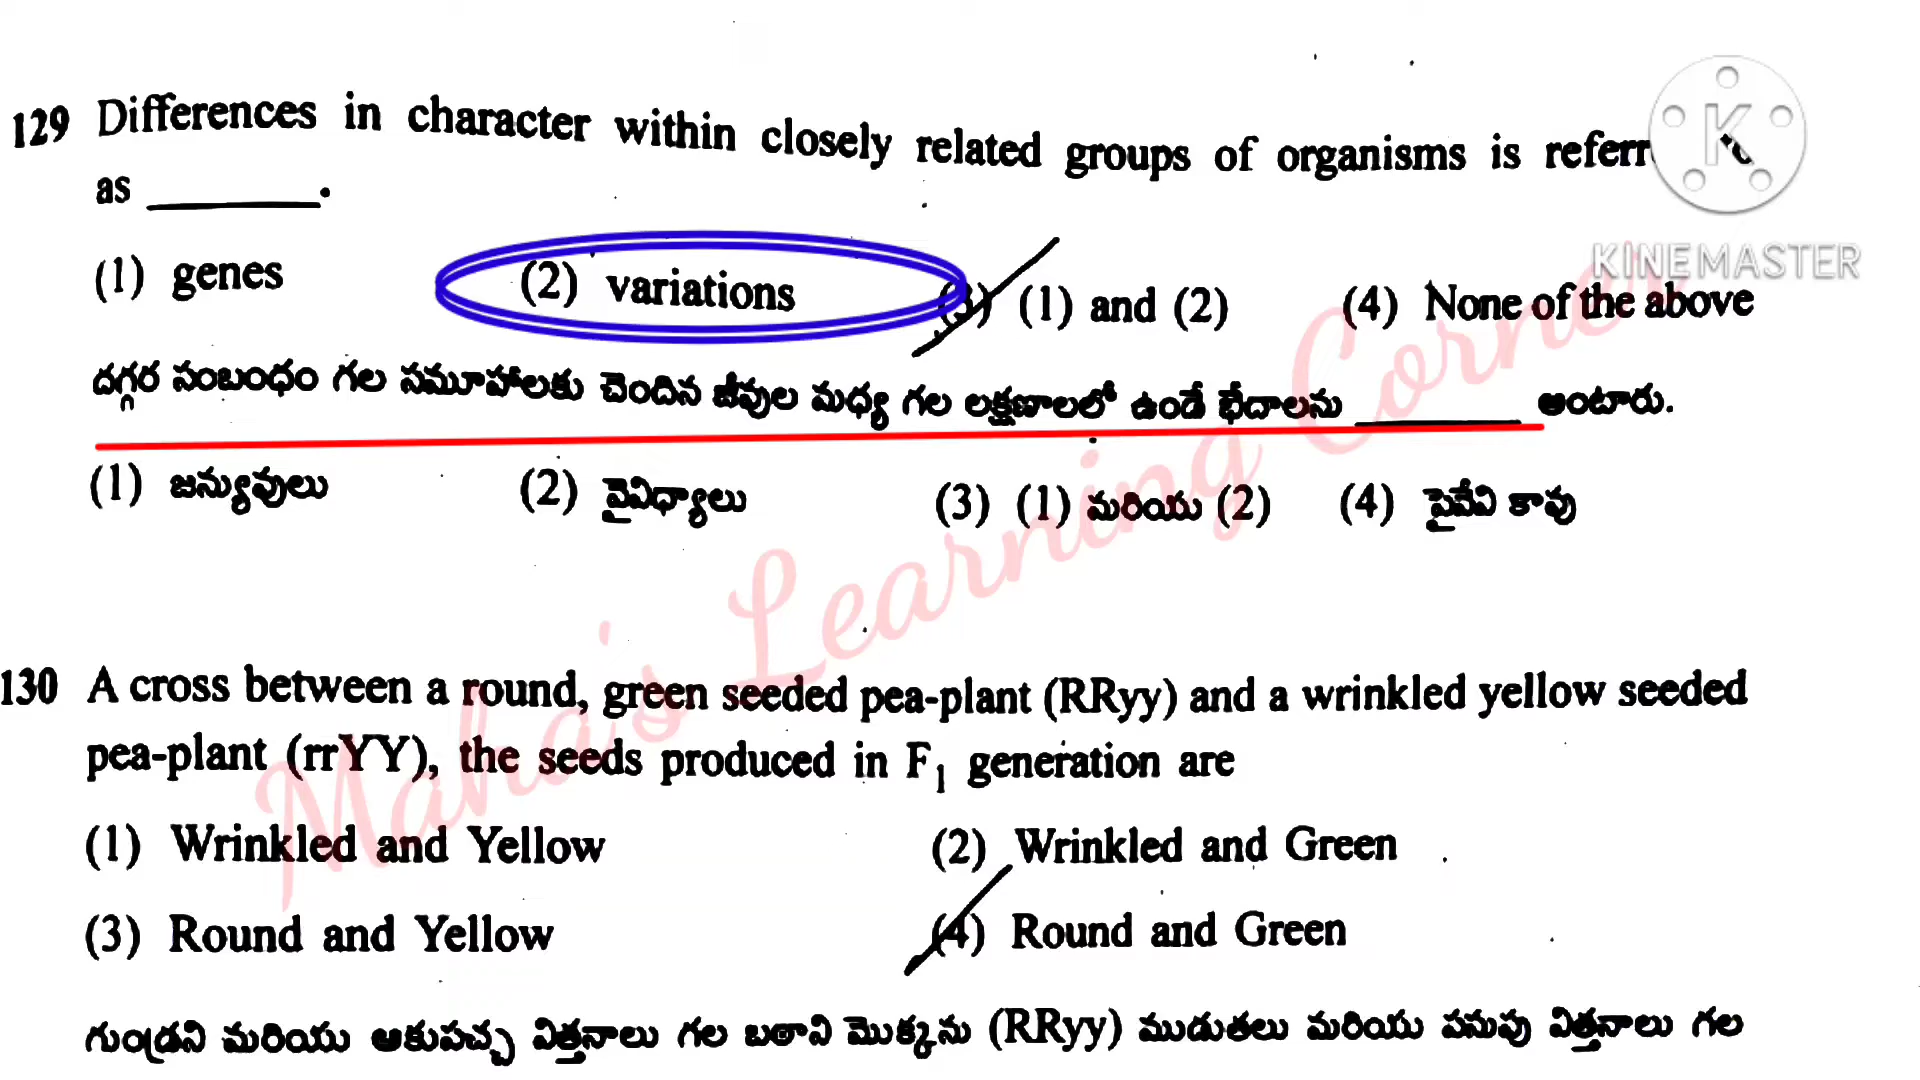 129 Differences in character within closely related groups of organisms is
as ________.
(1) genes (2) variations (3) (1) and (2) (4) None of the above
దగ్గర సంబంధం గల సమూహాలకు చెందిన జీవుల మధ్య గల లక్షణాలలో ఉండే భేదాలను ________ అంటారు.
(1) జన్యువులు (2) వైవిధ్యాలు (3) (1) మరియు (2) (4) పైవేవి కావు
130 A cross between a round, green seeded pea-plant (RRyy) and a wrinkled yellow seeded
pea-plant (rrYY), the seeds produced in F1 generation are
(1) Wrinkled and Yellow (2) Wrinkled and Green
(3) Round and Yellow (4) Round and Green
గుండ్రని మరియు ఆకుపచ్చ విత్తనాలు గల బఠాని మొక్కను (RRyy) ముడుతలు మరియు పసుపు విత్తనాలు గల
K
KINEMASTER
Maha's Learning Corner